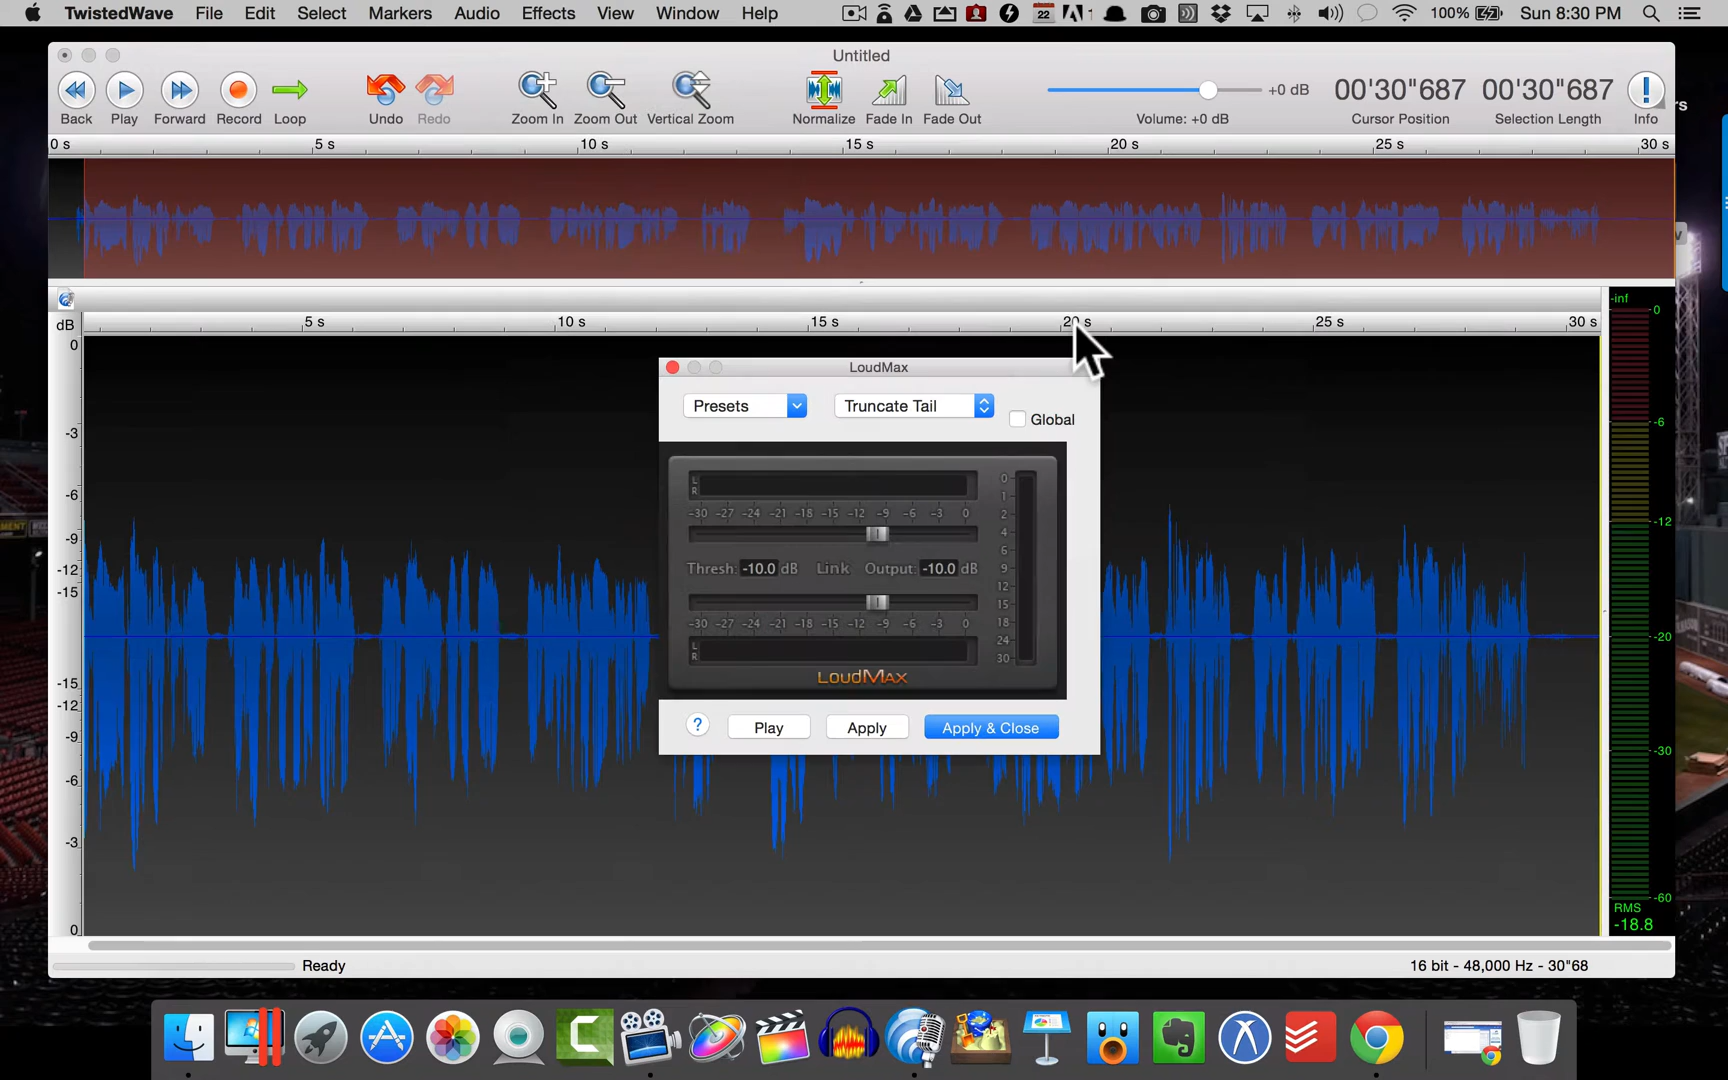 TwistedWave File Edit Select Markers Audio Effects View Window Help 22 1 100% Sun 8:30 PM
Untitled
+0 dB 00'30"687 00'30"687
Back Play Forward Record Loop Undo Redo Zoom In Zoom Out Vertical Zoom Normalize Fade In Fade Out Volume: +0 dB Cursor Position Selection Length Info
0 s 5 s 10 s 15 s 20 s 25 s 30 s
-inf
dB 5 s 10 s 15 s 25 s 30 s 0
0
LoudMax
Presets Truncate Tail Global
-3
-6
-6
-9
-12
-12
-15
-15
-12
-9
-6
-3
0
L
R
-30 -27 -24 -21 -18 -15 -12 -9 -6 -3 0
Thresh: -10.0 dB Link Output: -10.0 dB
-30 -27 -24 -21 -18 -15 -12 -9 -6 -3 0
L
R
0
1
2
4
6
9
12
15
18
24
30
LoudMax
? Play Apply Apply & Close
-20
-30
-60
RMS
-18.8
Ready 16 bit - 48,000 Hz - 30"68